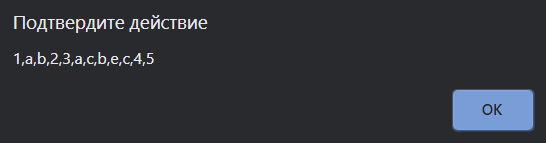 Подтвердите действие
1,a,b,2,3,a,c,b,e,c,4,5
OK